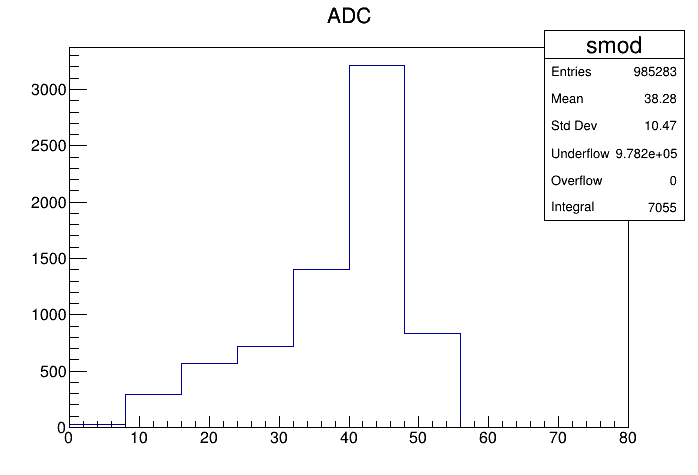 ADC
smod
Entries 985283
Mean 38.28
Std Dev 10.47
Underflow 9.782e+05
Overflow 0
Integral 7055
3000
2500
2000
1500
1000
500
0
0 10 20 30 40 50 60 70 80